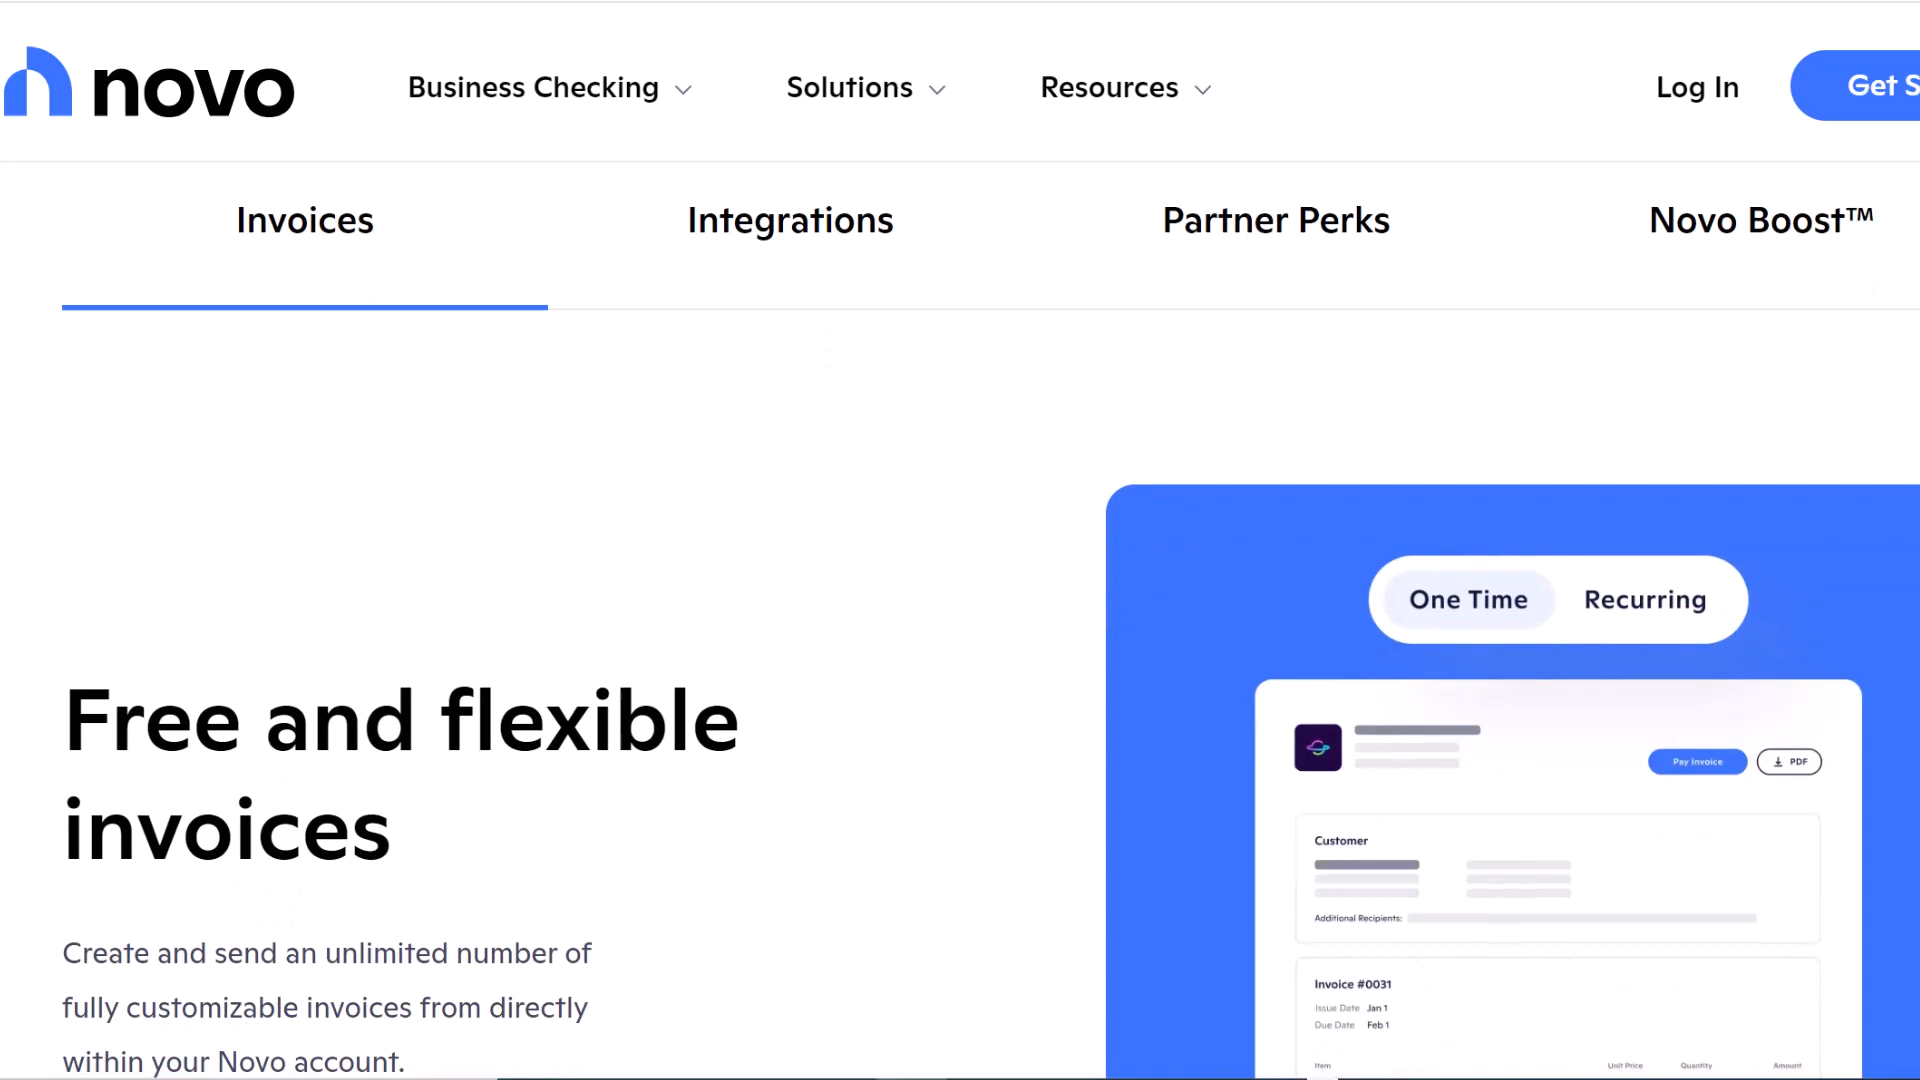 novo
Business Checking
Solutions
Resources
Log In
Get S
Invoices
Integrations
Partner Perks
Novo Boost™
Free and flexible
invoices
Create and send an unlimited number of
fully customizable invoices from directly
within your Novo account.
One Time
Recurring
Pay Invoice
PDF
Customer
Additional Recipients:
Invoice #0031
Issue Date Jan 1
Due Date Feb 1
Item Unit Price Quantity Amount